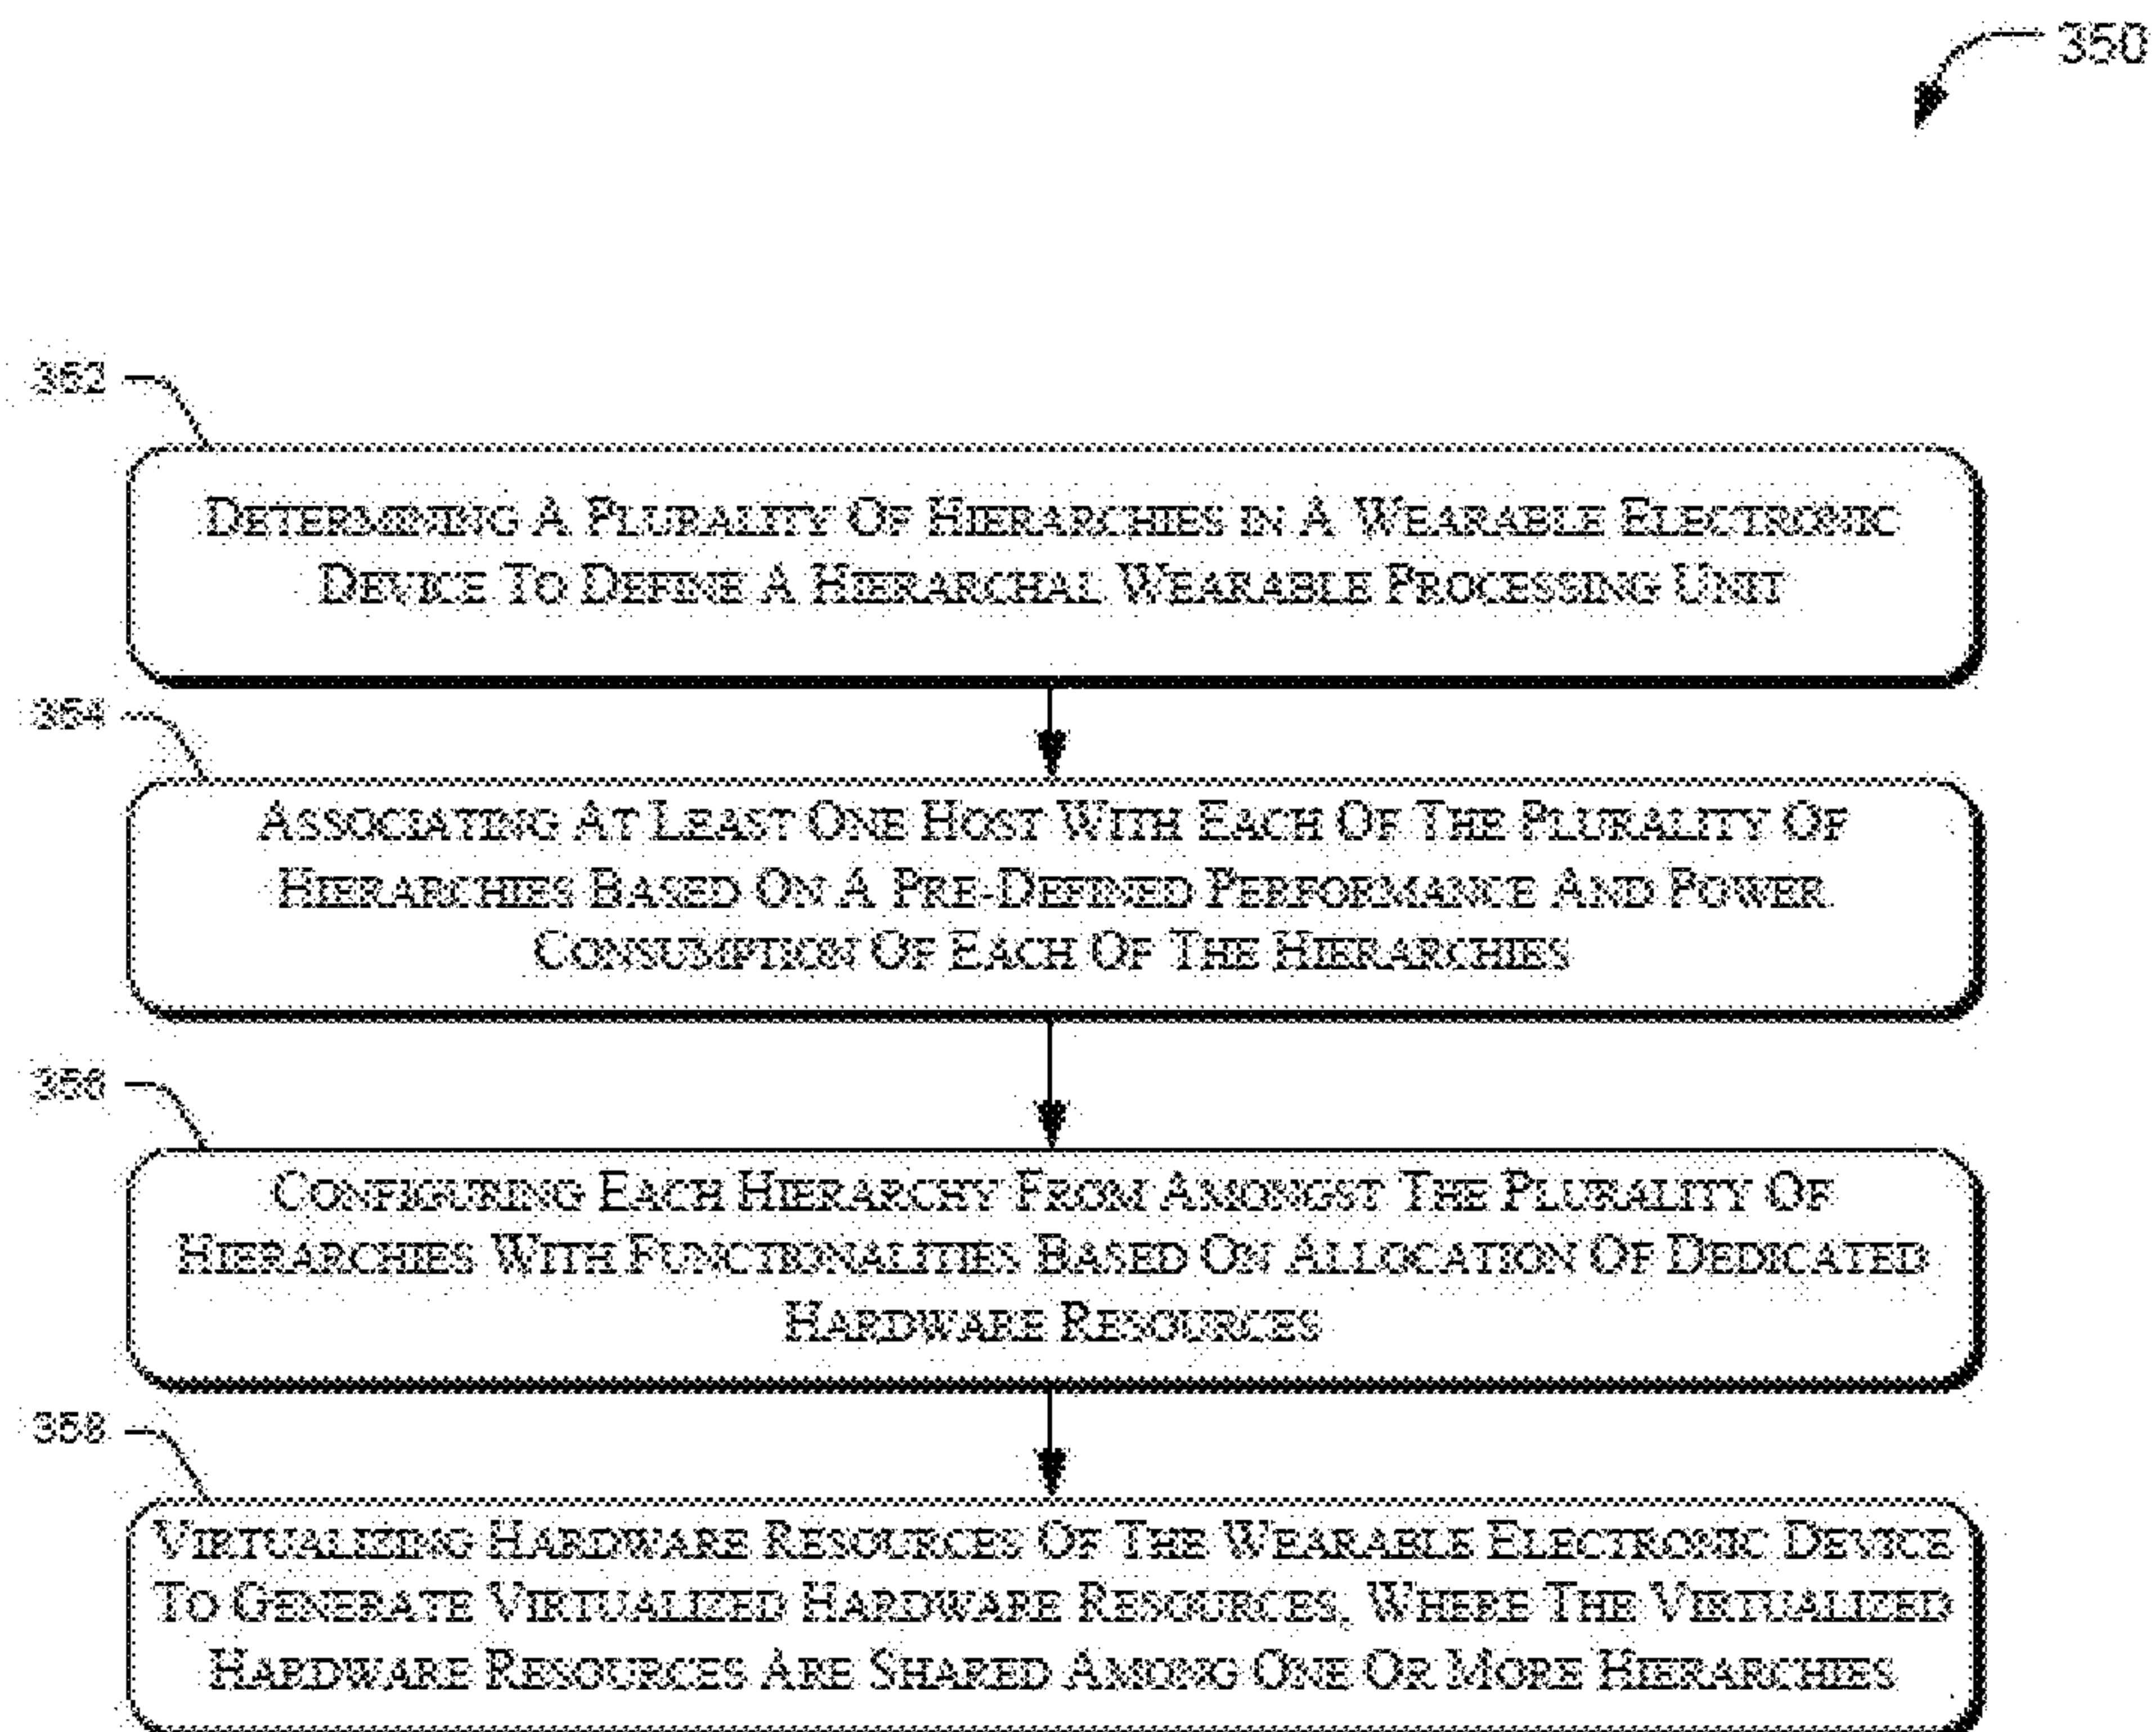 350
352
Determining A Plurality Of Hierarchies in A Wearable Electronic
Device To Define A Hierarchal Wearable Processing Unit
354
Associating At Least One Host With Each Of The Plurality Of
Hierarchies Based On A Pre-Defined Performance And Power
Consumption Of Each Of The Hierarchies
356
Configuring Each Hierarchy From Amongst The Plurality Of
Hierarchies With Functionalities Based On Allocation Of Dedicated
Hardware Resources
358
Virtualizing Hardware Resources Of The Wearable Electronic Device
To Generate Virtualized Hardware Resources, Where The Virtualized
Hardware Resources Are Shared Among One Or More Hierarchies